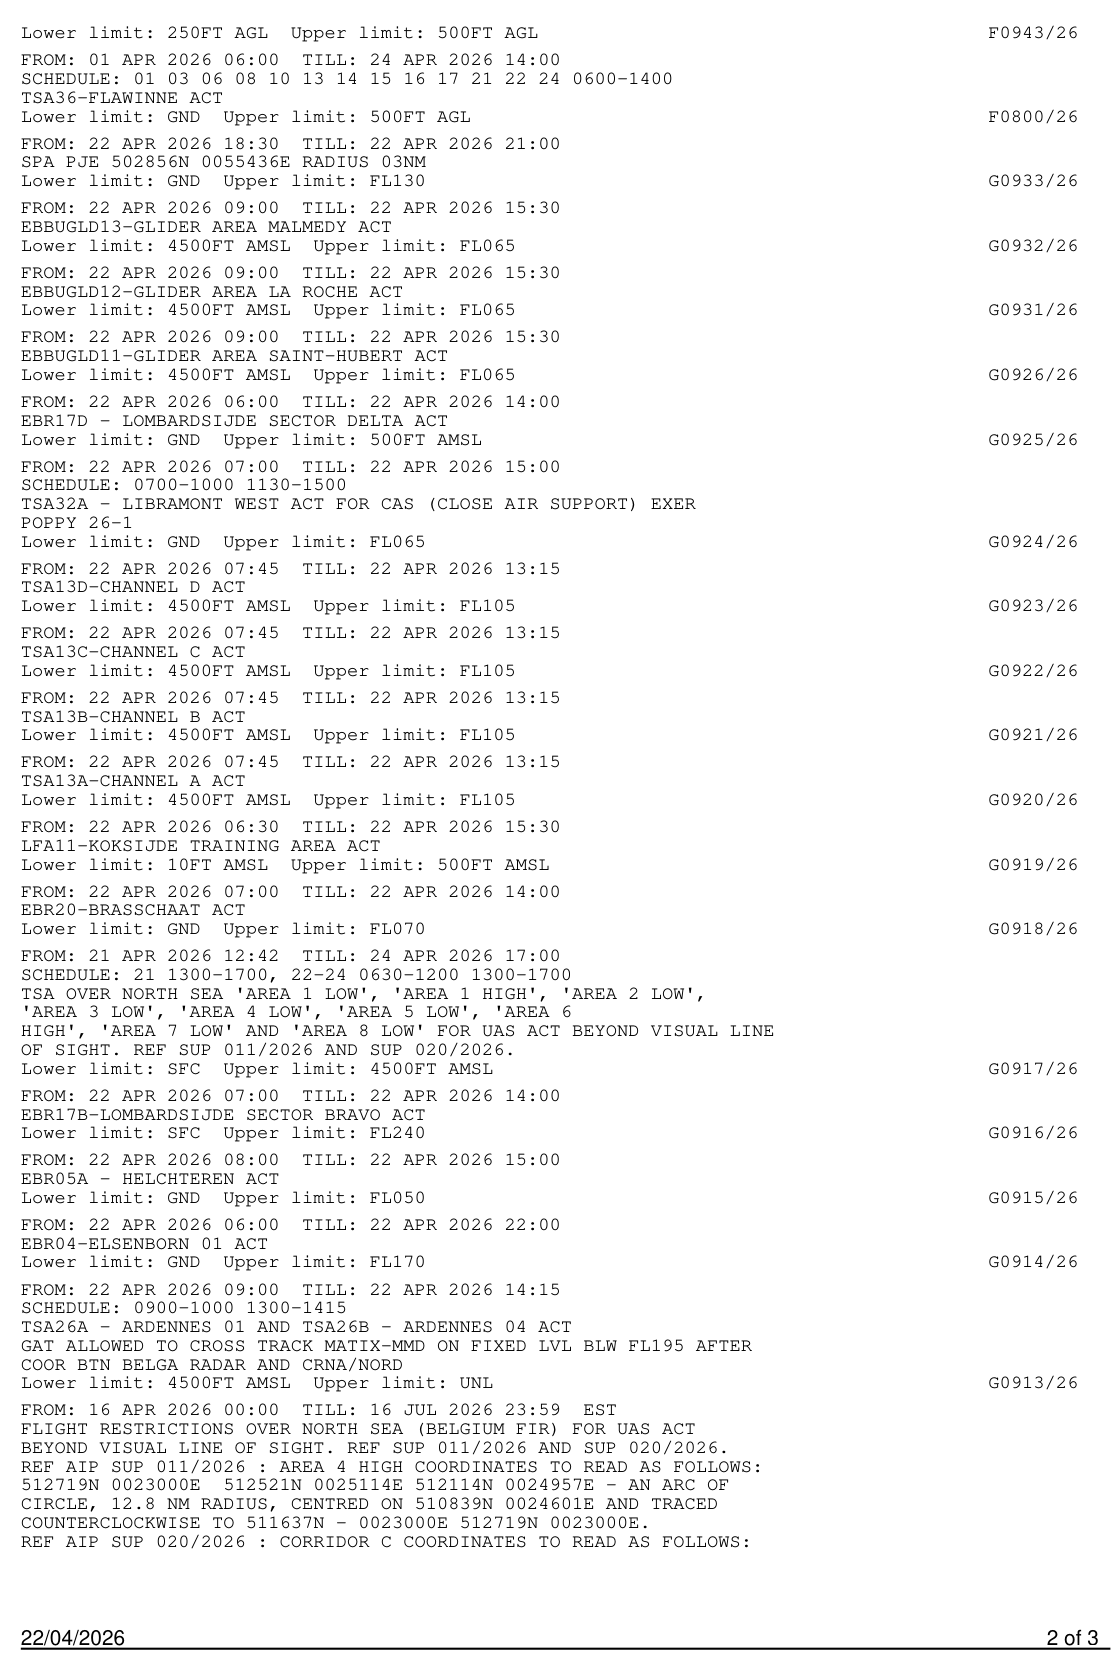 Lower limit: 250FT AGL  Upper limit: 500FT AGL F0943/26
FROM: 01 APR 2026 06:00  TILL: 24 APR 2026 14:00
SCHEDULE: 01 03 06 08 10 13 14 15 16 17 21 22 24 0600-1400
TSA36-FLAWINNE ACT
Lower limit: GND  Upper limit: 500FT AGL F0800/26
FROM: 22 APR 2026 18:30  TILL: 22 APR 2026 21:00
SPA PJE 502856N 0055436E RADIUS 03NM
Lower limit: GND  Upper limit: FL130 G0933/26
FROM: 22 APR 2026 09:00  TILL: 22 APR 2026 15:30
EBBUGLD13-GLIDER AREA MALMEDY ACT
Lower limit: 4500FT AMSL  Upper limit: FL065 G0932/26
FROM: 22 APR 2026 09:00  TILL: 22 APR 2026 15:30
EBBUGLD12-GLIDER AREA LA ROCHE ACT
Lower limit: 4500FT AMSL  Upper limit: FL065 G0931/26
FROM: 22 APR 2026 09:00  TILL: 22 APR 2026 15:30
EBBUGLD11-GLIDER AREA SAINT-HUBERT ACT
Lower limit: 4500FT AMSL  Upper limit: FL065 G0926/26
FROM: 22 APR 2026 06:00  TILL: 22 APR 2026 14:00
EBR17D - LOMBARDSIJDE SECTOR DELTA ACT
Lower limit: GND  Upper limit: 500FT AMSL G0925/26
FROM: 22 APR 2026 07:00  TILL: 22 APR 2026 15:00
SCHEDULE: 0700-1000 1130-1500
TSA32A - LIBRAMONT WEST ACT FOR CAS (CLOSE AIR SUPPORT) EXER
POPPY 26-1
Lower limit: GND  Upper limit: FL065 G0924/26
FROM: 22 APR 2026 07:45  TILL: 22 APR 2026 13:15
TSA13D-CHANNEL D ACT
Lower limit: 4500FT AMSL  Upper limit: FL105 G0923/26
FROM: 22 APR 2026 07:45  TILL: 22 APR 2026 13:15
TSA13C-CHANNEL C ACT
Lower limit: 4500FT AMSL  Upper limit: FL105 G0922/26
FROM: 22 APR 2026 07:45  TILL: 22 APR 2026 13:15
TSA13B-CHANNEL B ACT
Lower limit: 4500FT AMSL  Upper limit: FL105 G0921/26
FROM: 22 APR 2026 07:45  TILL: 22 APR 2026 13:15
TSA13A-CHANNEL A ACT
Lower limit: 4500FT AMSL  Upper limit: FL105 G0920/26
FROM: 22 APR 2026 06:30  TILL: 22 APR 2026 15:30
LFA11-KOKSIJDE TRAINING AREA ACT
Lower limit: 10FT AMSL  Upper limit: 500FT AMSL G0919/26
FROM: 22 APR 2026 07:00  TILL: 22 APR 2026 14:00
EBR20-BRASSCHAAT ACT
Lower limit: GND  Upper limit: FL070 G0918/26
FROM: 21 APR 2026 12:42  TILL: 24 APR 2026 17:00
SCHEDULE: 21 1300-1700, 22-24 0630-1200 1300-1700
TSA OVER NORTH SEA 'AREA 1 LOW', 'AREA 1 HIGH', 'AREA 2 LOW',
'AREA 3 LOW', 'AREA 4 LOW', 'AREA 5 LOW', 'AREA 6
HIGH', 'AREA 7 LOW' AND 'AREA 8 LOW' FOR UAS ACT BEYOND VISUAL LINE
OF SIGHT. REF SUP 011/2026 AND SUP 020/2026.
Lower limit: SFC  Upper limit: 4500FT AMSL G0917/26
FROM: 22 APR 2026 07:00  TILL: 22 APR 2026 14:00
EBR17B-LOMBARDSIJDE SECTOR BRAVO ACT
Lower limit: SFC  Upper limit: FL240 G0916/26
FROM: 22 APR 2026 08:00  TILL: 22 APR 2026 15:00
EBR05A - HELCHTEREN ACT
Lower limit: GND  Upper limit: FL050 G0915/26
FROM: 22 APR 2026 06:00  TILL: 22 APR 2026 22:00
EBR04-ELSENBORN 01 ACT
Lower limit: GND  Upper limit: FL170 G0914/26
FROM: 22 APR 2026 09:00  TILL: 22 APR 2026 14:15
SCHEDULE: 0900-1000 1300-1415
TSA26A - ARDENNES 01 AND TSA26B - ARDENNES 04 ACT
GAT ALLOWED TO CROSS TRACK MATIX-MMD ON FIXED LVL BLW FL195 AFTER
COOR BTN BELGA RADAR AND CRNA/NORD
Lower limit: 4500FT AMSL  Upper limit: UNL G0913/26
FROM: 16 APR 2026 00:00  TILL: 16 JUL 2026 23:59  EST
FLIGHT RESTRICTIONS OVER NORTH SEA (BELGIUM FIR) FOR UAS ACT
BEYOND VISUAL LINE OF SIGHT. REF SUP 011/2026 AND SUP 020/2026.
REF AIP SUP 011/2026 : AREA 4 HIGH COORDINATES TO READ AS FOLLOWS:
512719N 0023000E  512521N 0025114E 512114N 0024957E - AN ARC OF
CIRCLE, 12.8 NM RADIUS, CENTRED ON 510839N 0024601E AND TRACED
COUNTERCLOCKWISE TO 511637N - 0023000E 512719N 0023000E.
REF AIP SUP 020/2026 : CORRIDOR C COORDINATES TO READ AS FOLLOWS:
22/04/2026 2 of 3